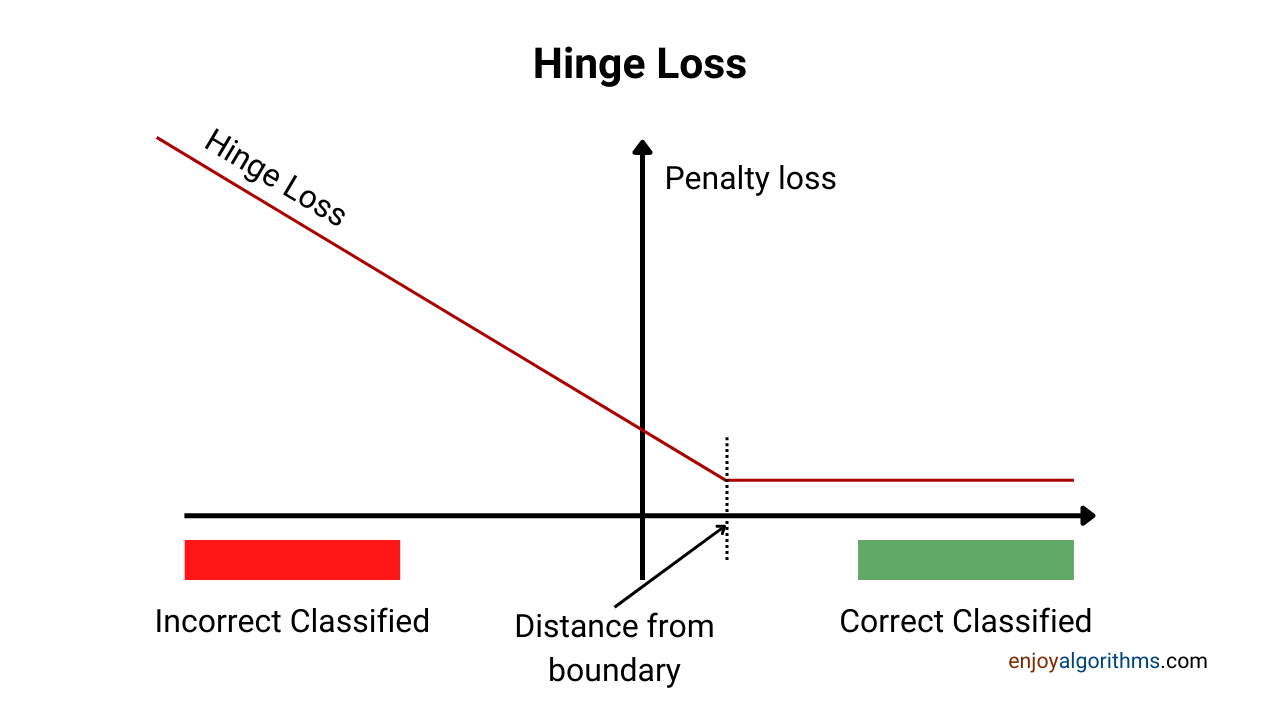 Hinge Loss
Hinge Loss
Penalty loss
Incorrect Classified
Distance from
boundary
Correct Classified
enjoyalgorithms.com